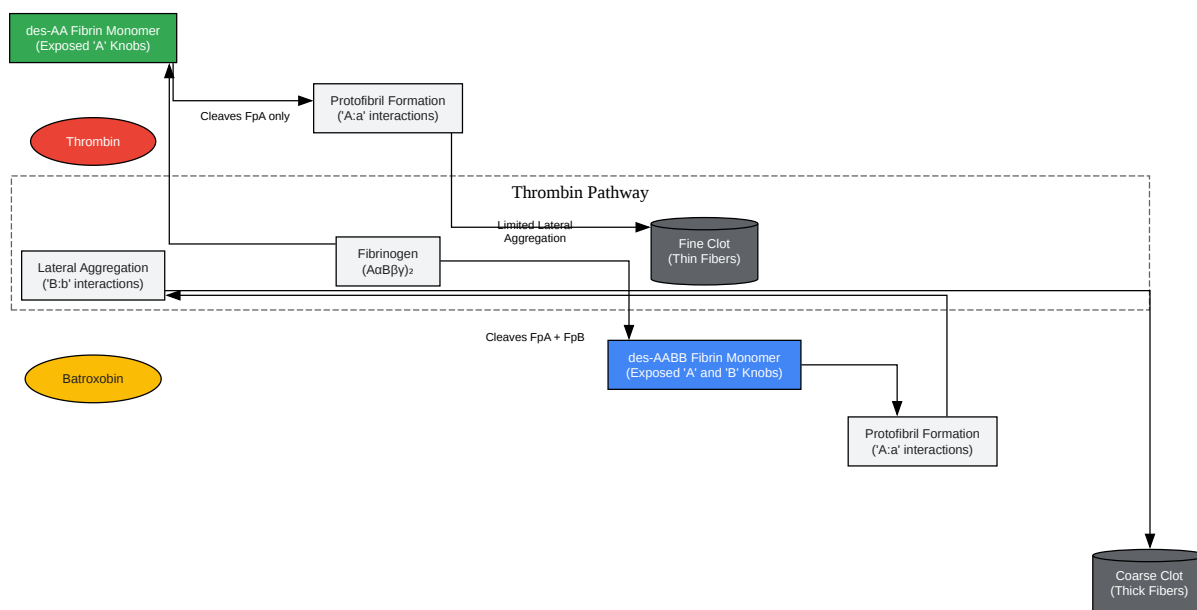 des-AA Fibrin Monomer
(Exposed 'A' Knobs)
Cleaves FpA only
Protofibril Formation
('A:a' interactions)
Thrombin
Thrombin Pathway
Limited Lateral
Aggregation
Fine Clot
(Thin Fibers)
Fibrinogen
(AαBβγ)₂
Lateral Aggregation
('B:b' interactions)
Cleaves FpA + FpB
des-AABB Fibrin Monomer
(Exposed 'A' and 'B' Knobs)
Batroxobin
Protofibril Formation
('A:a' interactions)
Coarse Clot
(Thick Fibers)